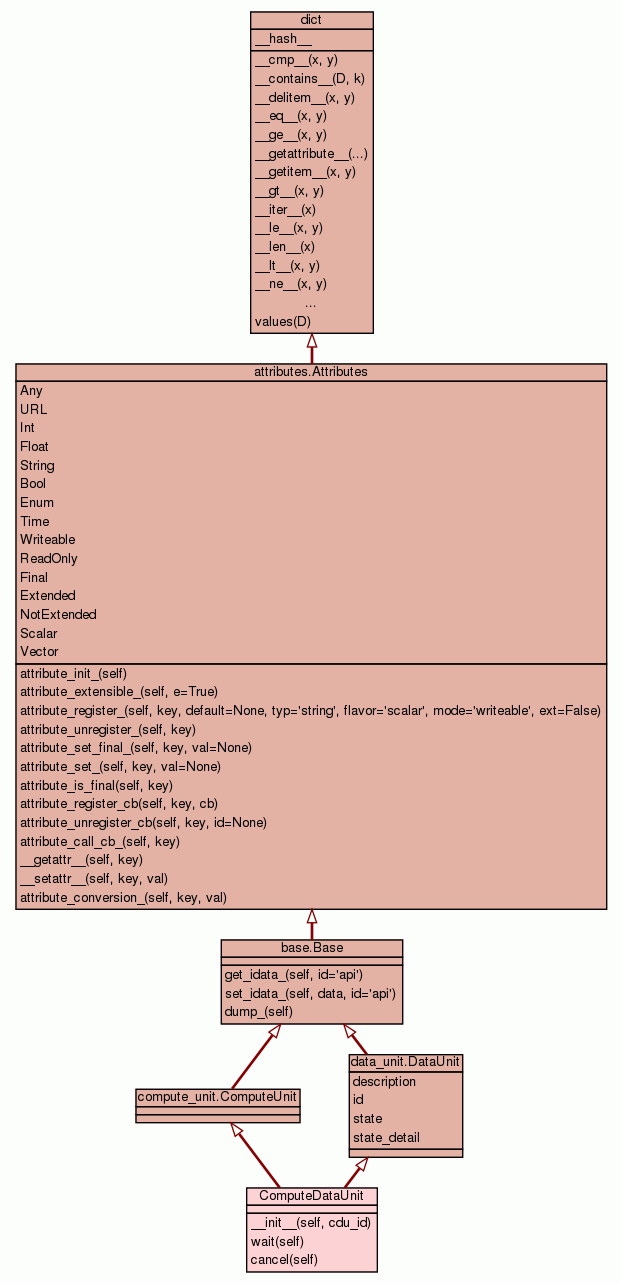 dict
__hash__
__cmp__(x, y)
__contains__(D, k)
__delitem__(x, y)
__eq__(x, y)
__ge__(x, y)
__getattribute__(...)
__getitem__(x, y)
__gt__(x, y)
__iter__(x)
__le__(x, y)
__len__(x)
__lt__(x, y)
__ne__(x, y)
...
values(D)
attributes.Attributes
Any
URL
Int
Float
String
Bool
Enum
Time
Writeable
ReadOnly
Final
Extended
NotExtended
Scalar
Vector
attribute_init_(self)
attribute_extensible_(self, e=True)
attribute_register_(self, key, default=None, typ='string', flavor='scalar', mode='writeable', ext=False)
attribute_unregister_(self, key)
attribute_set_final_(self, key, val=None)
attribute_set_(self, key, val=None)
attribute_is_final(self, key)
attribute_register_cb(self, key, cb)
attribute_unregister_cb(self, key, id=None)
attribute_call_cb_(self, key)
__getattr__(self, key)
__setattr__(self, key, val)
attribute_conversion_(self, key, val)
base.Base
get_idata_(self, id='api')
set_idata_(self, data, id='api')
dump_(self)
compute_unit.ComputeUnit
data_unit.DataUnit
description
id
state
state_detail
ComputeDataUnit
__init__(self, cdu_id)
wait(self)
cancel(self)